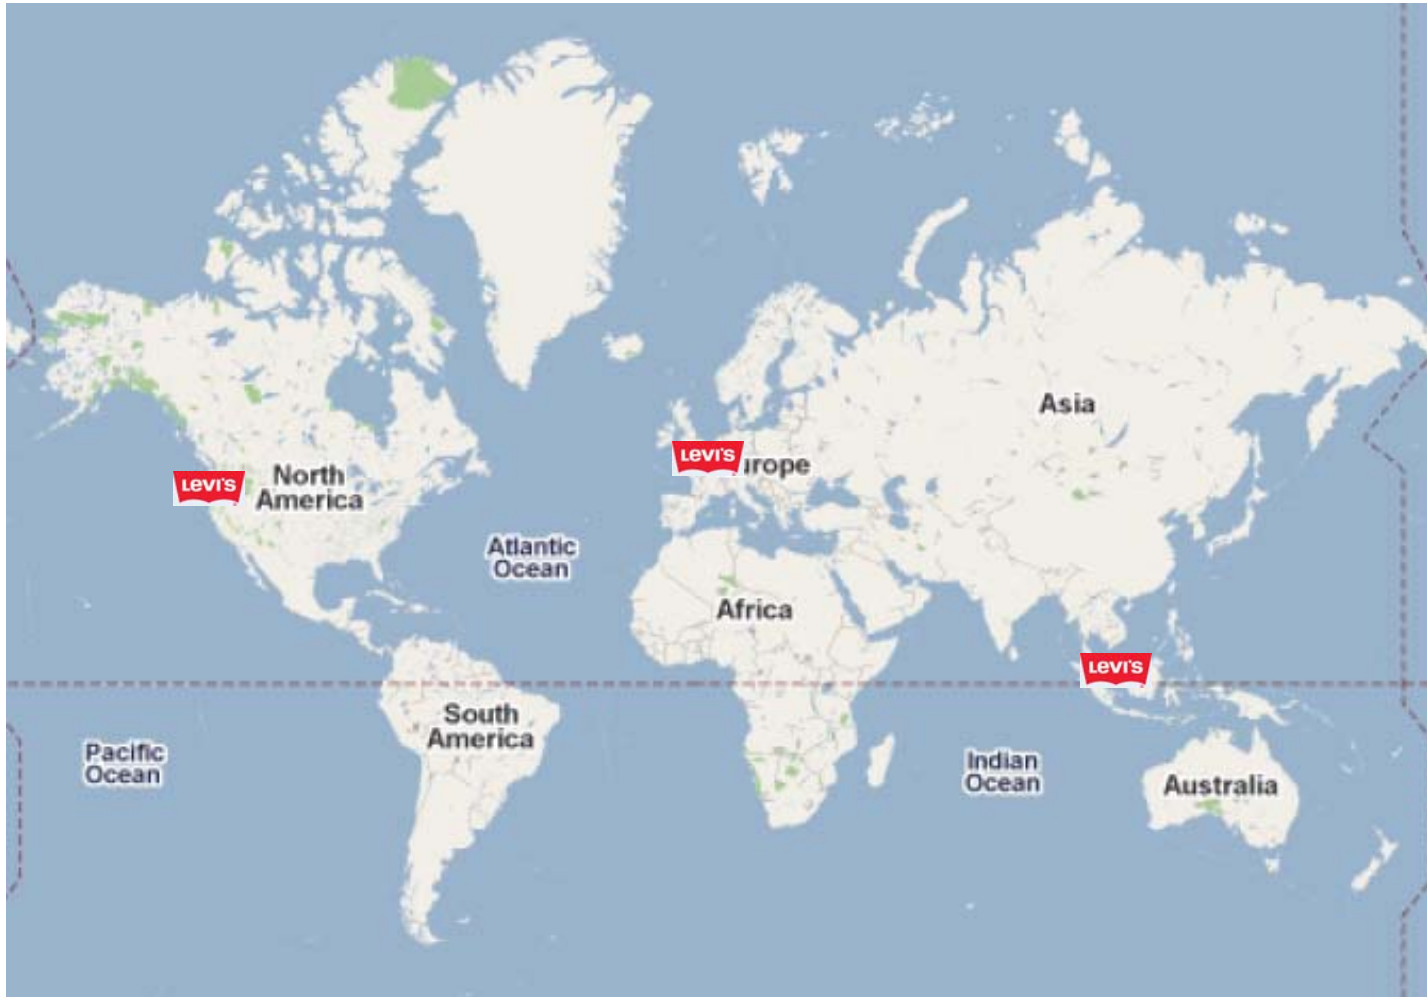 Asia
LEVI'S
urope
LEVI'S
North
America
Atlantic
Ocean
Africa
LEVI'S
South
America
Pacific
Ocean
Indian
Ocean
Australia